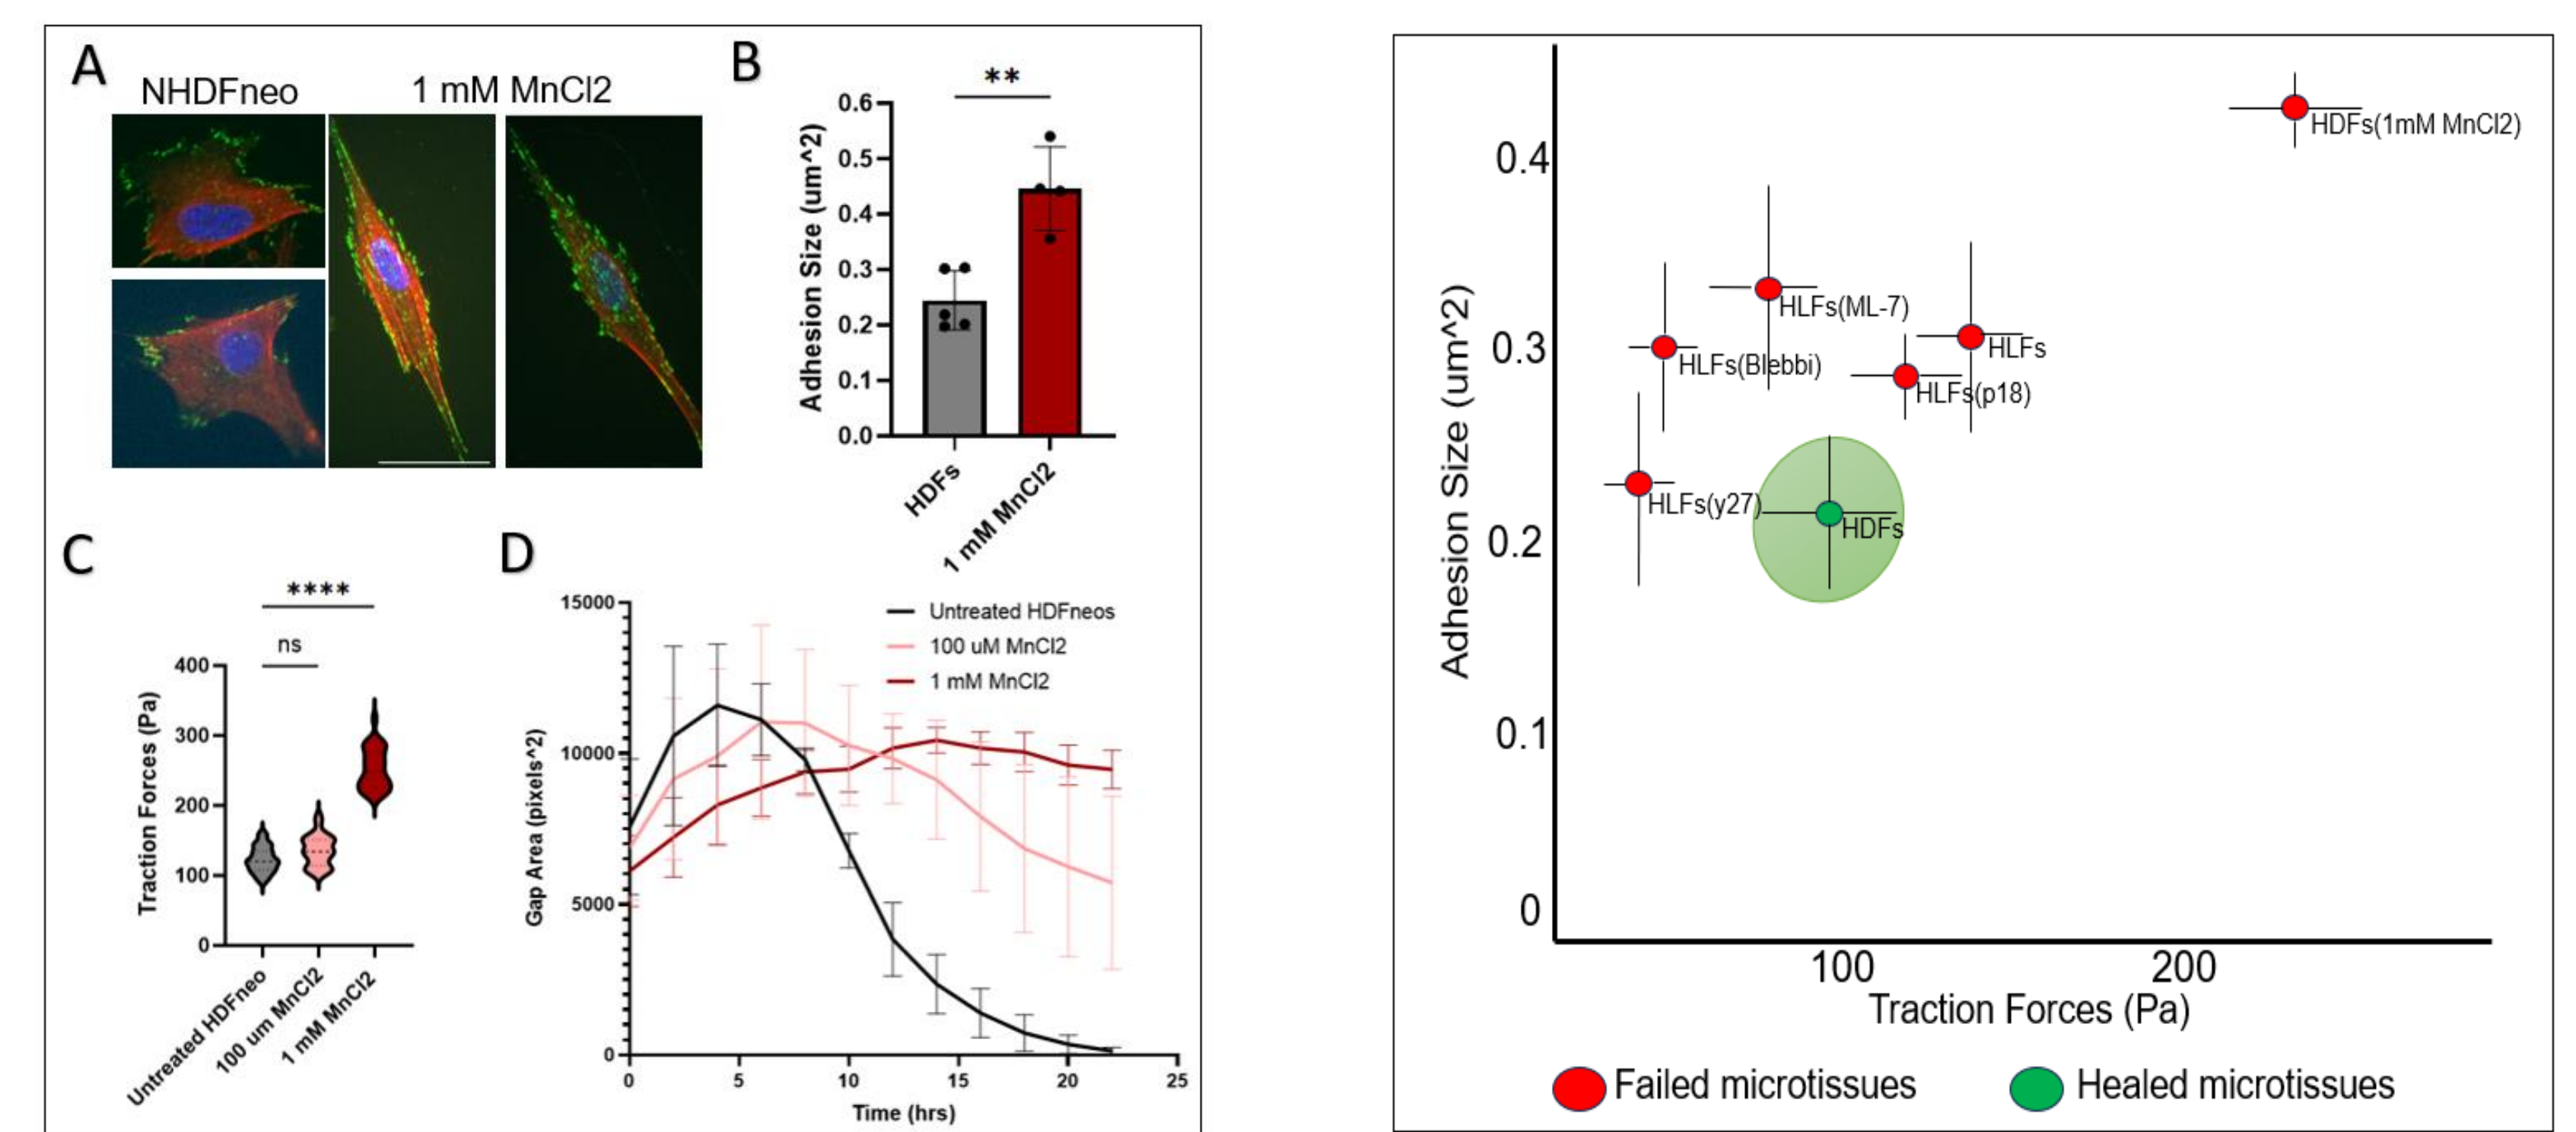 A
NHDFneo
1 mM MnCl2
B
**
0.6
0.5
0.4
0.3
0.2
0.1
0.0
Adhesion Size (um^2)
HDFs
1 mM MnCl2
C
****
ns
400
300
200
100
0
Traction Forces (Pa)
Untreated HDFneo
100 um MnCl2
1 mM MnCl2
D
15000
10000
5000
0
Gap Area (pixels^2)
Untreated HDFneos
100 uM MnCl2
1 mM MnCl2
0 5 10 15 20 25
Time (hrs)
0.4
0.3
0.2
0.1
0
Adhesion Size (um^2)
HDFs(1mM MnCl2)
HLFs(ML-7)
HLFs
HLFs(Blebbi)
HLFs(p18)
HLFs(y27)
HDFs
100 200
Traction Forces (Pa)
Failed microtissues
Healed microtissues